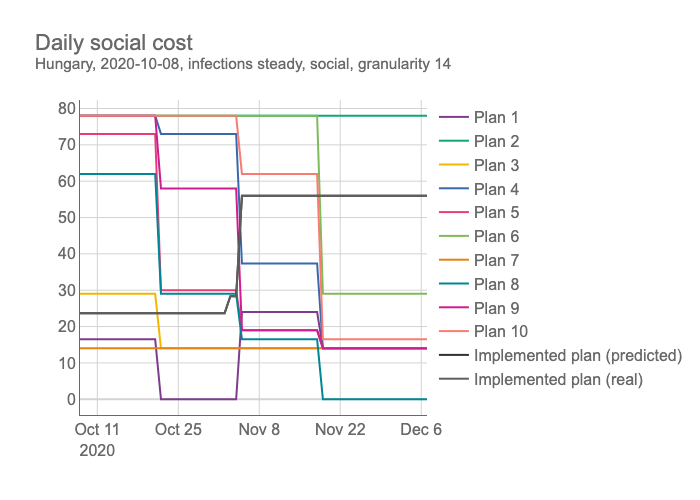 Daily social cost
Hungary, 2020-10-08, infections steady, social, granularity 14
80
70
60
50
40
30
20
10
0
Oct 11
2020
Oct 25
Nov 8
Nov 22
Dec 6
Plan 1
Plan 2
Plan 3
Plan 4
Plan 5
Plan 6
Plan 7
Plan 8
Plan 9
Plan 10
Implemented plan (predicted)
Implemented plan (real)